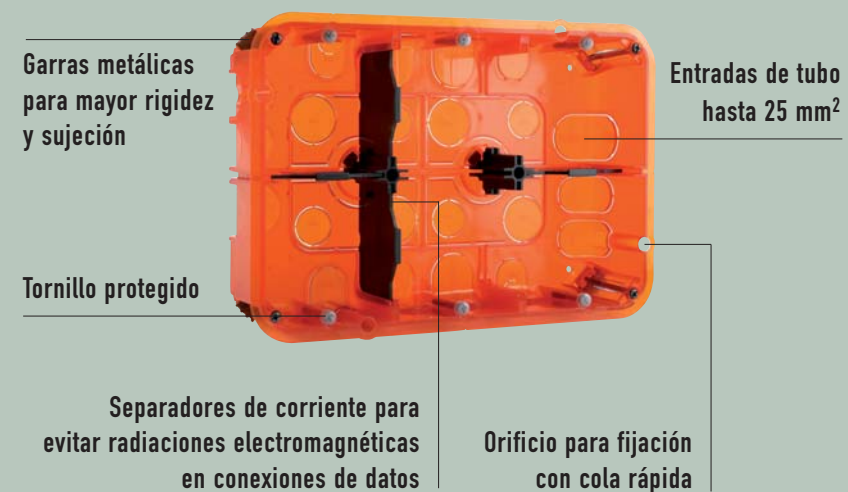 Garras metálicas
para mayor rigidez
y sujeción
Entradas de tubo
hasta 25 mm²
Tornillo protegido
Separadores de corriente para
evitar radiaciones electromagnéticas
en conexiones de datos
Orificio para fijación
con cola rápida